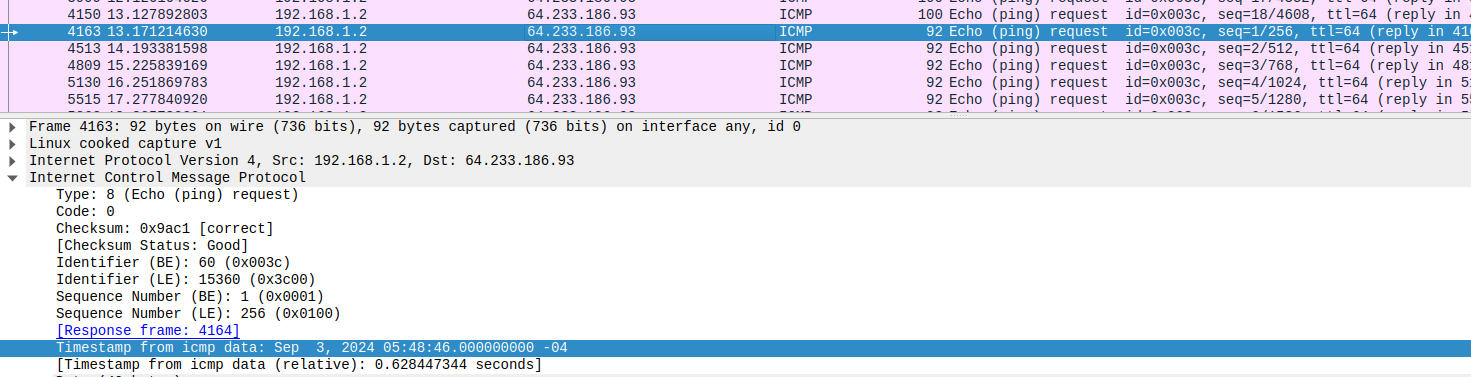 4150 13.127892803 192.168.1.2 64.233.186.93 ICMP 100 Echo (ping) request id=0x003c, seq=18/4608, ttl=64 (reply in 4
4163 13.171214630 192.168.1.2 64.233.186.93 ICMP 92 Echo (ping) request id=0x003c, seq=1/256, ttl=64 (reply in 416
4513 14.193381598 192.168.1.2 64.233.186.93 ICMP 92 Echo (ping) request id=0x003c, seq=2/512, ttl=64 (reply in 451
4809 15.225839169 192.168.1.2 64.233.186.93 ICMP 92 Echo (ping) request id=0x003c, seq=3/768, ttl=64 (reply in 48
5130 16.251869783 192.168.1.2 64.233.186.93 ICMP 92 Echo (ping) request id=0x003c, seq=4/1024, ttl=64 (reply in 5
5515 17.277840920 192.168.1.2 64.233.186.93 ICMP 92 Echo (ping) request id=0x003c, seq=5/1280, ttl=64 (reply in 55
Frame 4163: 92 bytes on wire (736 bits), 92 bytes captured (736 bits) on interface any, id 0
Linux cooked capture v1
Internet Protocol Version 4, Src: 192.168.1.2, Dst: 64.233.186.93
Internet Control Message Protocol
Type: 8 (Echo (ping) request)
Code: 0
Checksum: 0x9ac1 [correct]
[Checksum Status: Good]
Identifier (BE): 60 (0x003c)
Identifier (LE): 15360 (0x3c00)
Sequence Number (BE): 1 (0x0001)
Sequence Number (LE): 256 (0x0100)
[Response frame: 4164]
Timestamp from icmp data: Sep  3, 2024 05:48:46.000000000 -04
[Timestamp from icmp data (relative): 0.628447344 seconds]